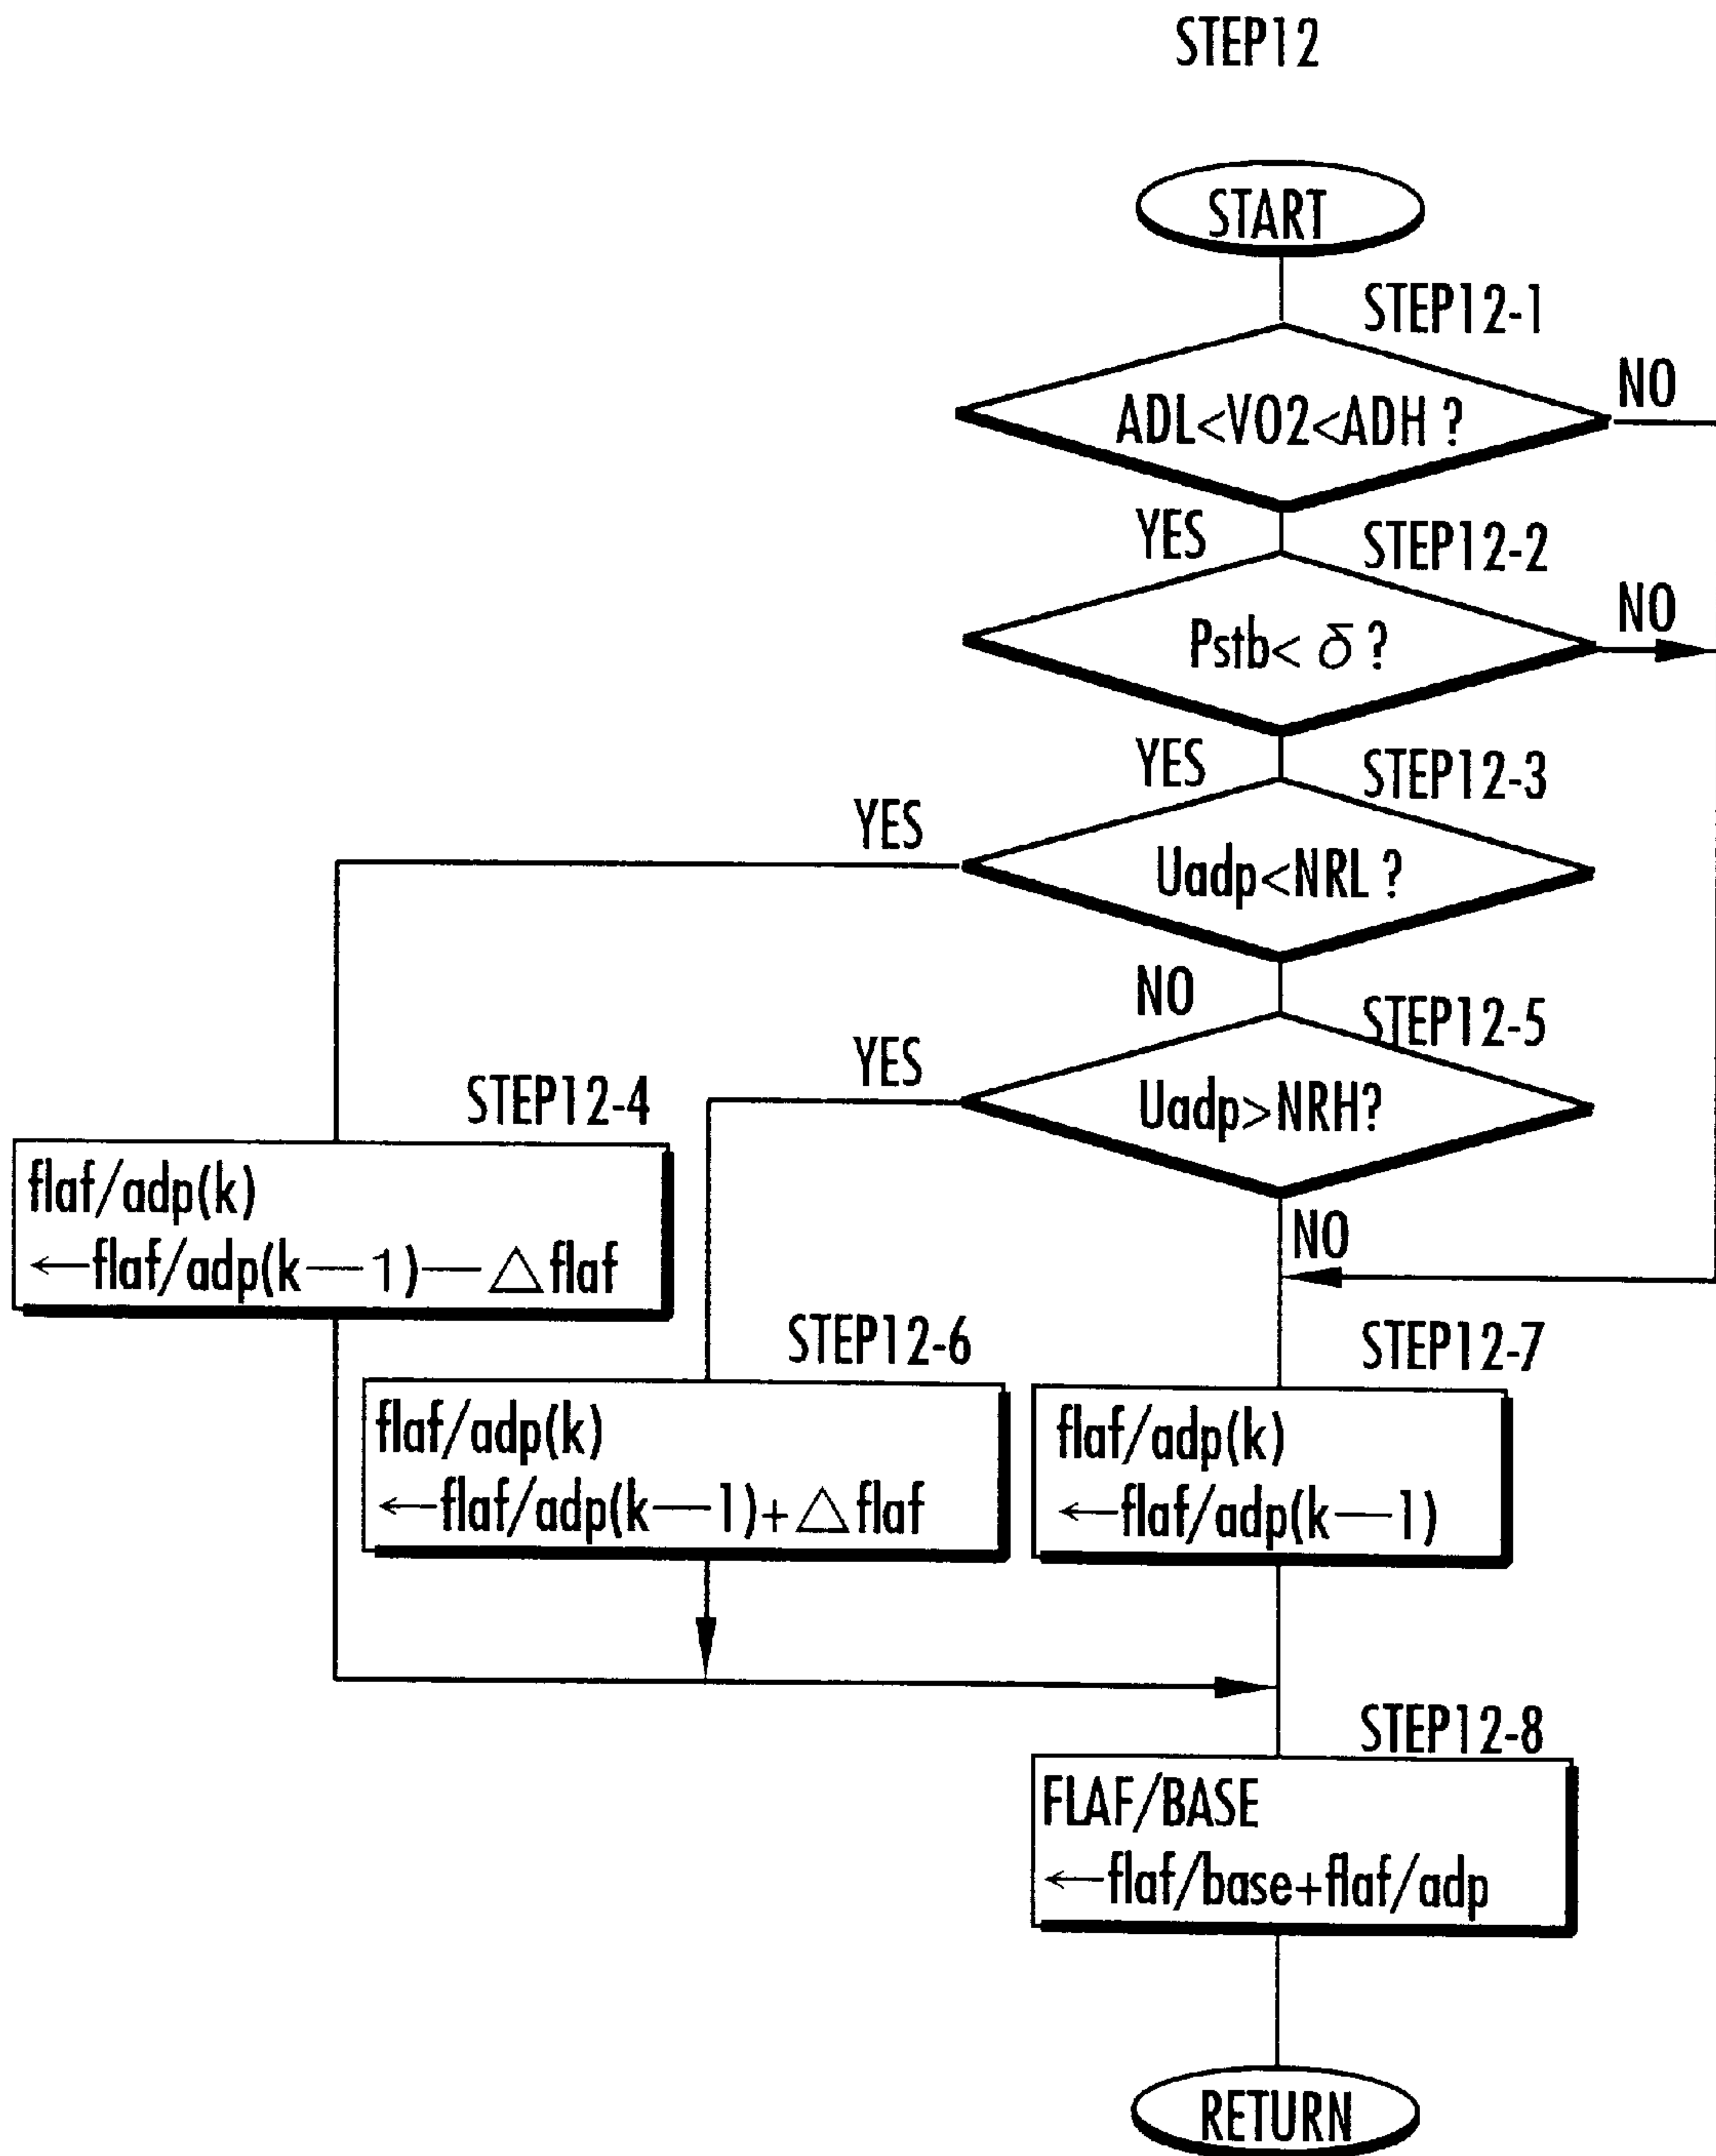 STEP12
START
STEP12-1
ADL<VO2<ADH ?
NO
YES
STEP12-2
Pstb< δ ?
NO
YES
STEP12-3
YES
Uadp<NRL ?
NO
STEP12-5
YES
Uadp>NRH?
STEP12-4
flaf/adp(k)
←flaf/adp(k—1)—△flaf
NO
STEP12-6
flaf/adp(k)
←flaf/adp(k—1)+△flaf
STEP12-7
flaf/adp(k)
←flaf/adp(k—1)
STEP12-8
FLAF/BASE
←flaf/base+flaf/adp
RETURN